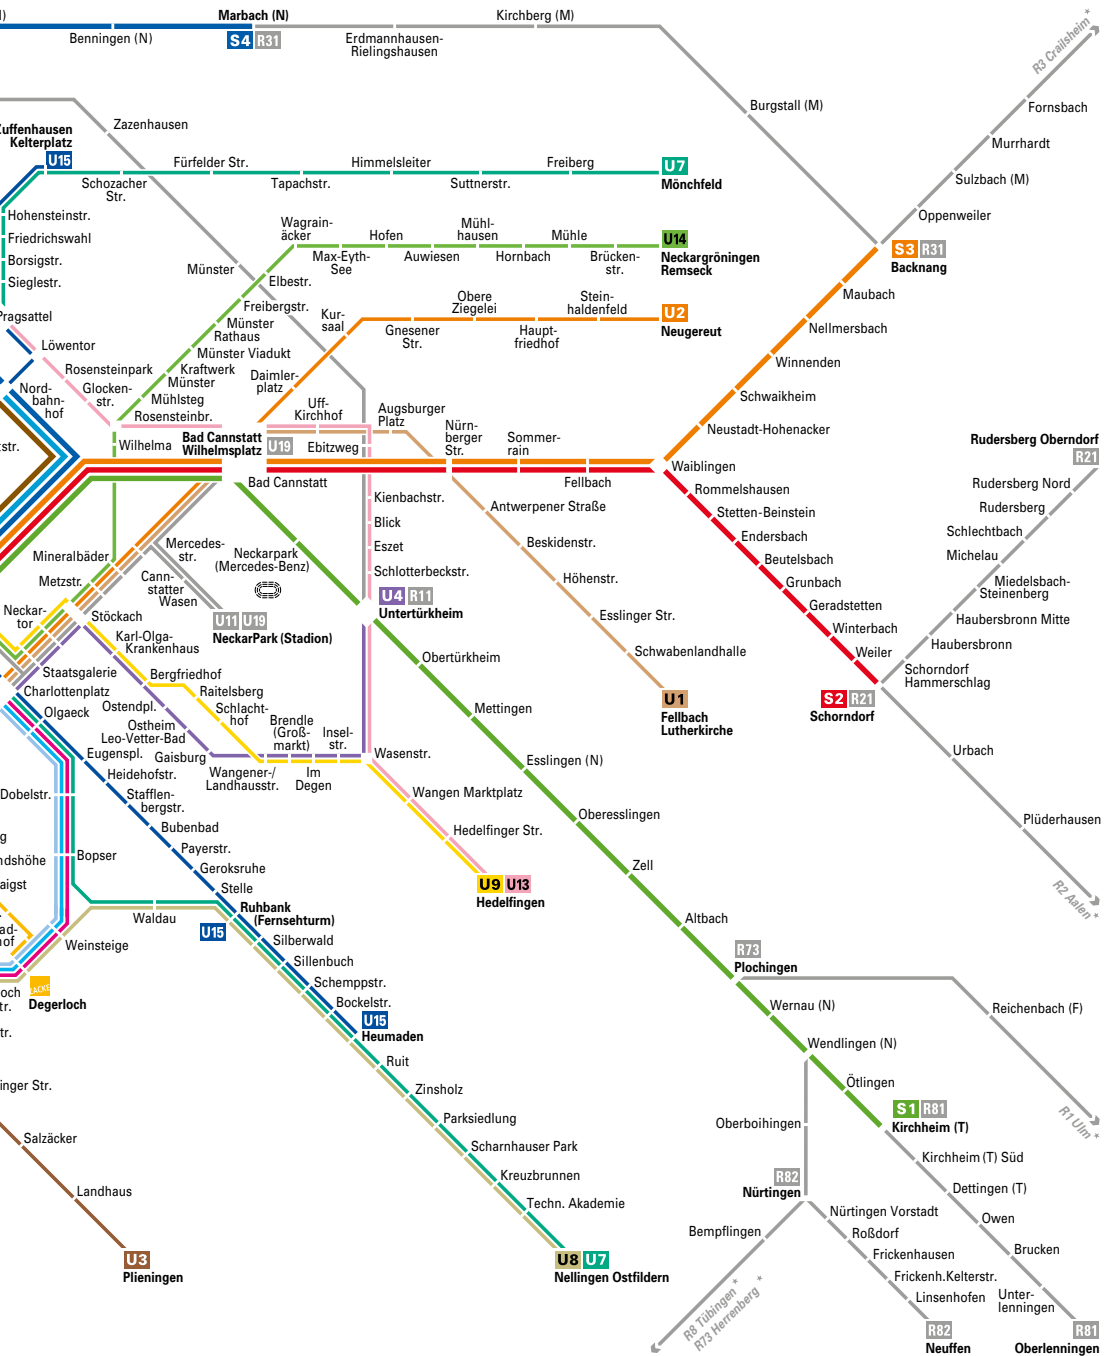 Marbach (N)
Kirchberg (M)
Benningen (N)
S4 R31
Erdmannhausen-
Rielingshausen
R3 Crailsheim *
Burgstall (M)
Fornsbach
Murrhardt
Sulzbach (M)
Oppenweiler
S3 R31
Backnang
Zazenhausen
Zuffenhausen
Kelterplatz
U15
Fürfelder Str.
Himmelsleiter
Freiberg
U7
Mönchfeld
Schozacher
Str.
Tapachstr.
Suttnerstr.
Hohensteinstr.
Friedrichswahl
Borsigstr.
Sieglestr.
Pragsattel
Wagrain-
äcker
Hofen
Mühl-
hausen
Mühle
U14
Neckargröningen
Remseck
Max-Eyth-
See
Auwiesen
Hornbach
Brücken-
str.
Münster
Elbestr.
Freibergstr.
Münster
Rathaus
Münster Viadukt
Kraftwerk
Münster
Mühlsteg
Rosensteinbr.
Kur-
saal
Obere
Ziegelei
Stein-
haldenfeld
U2
Neugereut
Gnesener
Str.
Haupt-
friedhof
Daimler-
platz
Löwentor
Rosensteinpark
Glocken-
str.
Nord-
bahn-
hof
Wilhelma
Bad Cannstatt
Wilhelmsplatz
U19
Uff-
Kirchhof
Ebitzweg
Augsburger
Platz
Nürn-
berger
Str.
Sommer-
rain
Fellbach
Bad Cannstatt
Maubach
Nellmersbach
Winnenden
Schwaikheim
Neustadt-Hohenacker
Waiblingen
Rommelshausen
Stetten-Beinstein
Endersbach
Beutelsbach
Grunbach
Geradstetten
Winterbach
Weiler
S2 R21
Schorndorf
Rudersberg Oberndorf
R21
Rudersberg Nord
Rudersberg
Schlechtbach
Michelau
Miedelsbach-
Steinenberg
Haubersbronn Mitte
Haubersbronn
Schorndorf
Hammerschlag
Urbach
Plüderhausen
R2 Aalen *
Kienbachstr.
Blick
Eszet
Schlotterbeckstr.
U4 R11
Untertürkheim
Antwerpener Straße
Beskidenstr.
Höhenstr.
Esslinger Str.
Schwabenlandhalle
U1
Fellbach
Lutherkirche
Mineralbäder
Metzstr.
Neckar-
tor
Stöckach
Mercedes-
str.
Cann-
statter
Wasen
Neckarpark
(Mercedes-Benz)
U11 U19
NeckarPark (Stadion)
Karl-Olga-
Krankenhaus
Bergfriedhof
Raitelsberg
Schlacht-
hof
Brendle
(Groß-
markt)
Insel-
str.
Wasenstr.
Staatsgalerie
Charlottenplatz
Olgaeck
Ostendpl.
Ostheim
Leo-Vetter-Bad
Gaisburg
Eugenspl.
Wangener-/
Landhausstr.
Im
Degen
Heidehofstr.
Stafflen-
bergstr.
Bubenbad
Payerstr.
Geroksruhe
Stelle
Ruhbank
(Fernsehturm)
U15
Dobelstr.
Bopser
Waldau
Weinsteige
Degerloch
Wangen Marktplatz
Hedelfinger Str.
U9 U13
Hedelfingen
Obertürkheim
Mettingen
Esslingen (N)
Oberesslingen
Zell
Altbach
R73
Plochingen
Wernau (N)
Wendlingen (N)
Ötlingen
S1 R81
Kirchheim (T)
Reichenbach (F)
R1 Ulm *
Silberwald
Sillenbuch
Schemppstr.
Bockelstr.
U15
Heumaden
Ruit
Zinsholz
Parksiedlung
Scharnhauser Park
Kreuzbrunnen
Techn. Akademie
U8 U7
Nellingen Ostfildern
Salzäcker
Landhaus
U3
Plieningen
Oberboihingen
R82
Nürtingen
Bempflingen
R8 Tübingen *
R73 Herrenberg *
Nürtingen Vorstadt
Roßdorf
Frickenhausen
Frickenh.Kelterstr.
Linsenhofen
R82
Neuffen
Kirchheim (T) Süd
Dettingen (T)
Owen
Brucken
Unter-
lenningen
R81
Oberlenningen